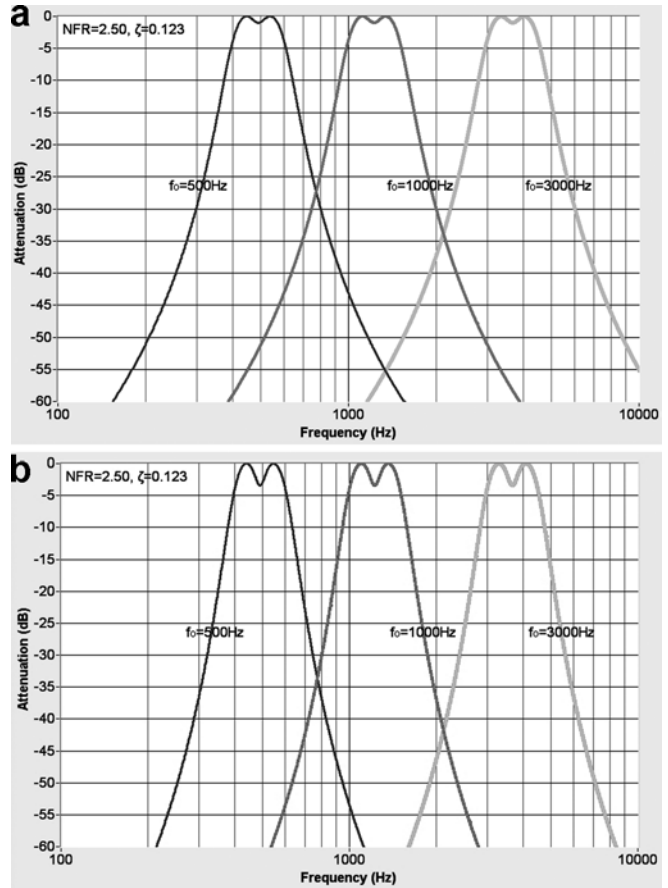 a
NFR=2.50, ζ=0.123
0
-5
-10
-15
-20
-25
-30
-35
-40
-45
-50
-55
-60
Attenuation (dB)
f₀=500Hz
f₀=1000Hz
f₀=3000Hz
100
1000
10000
Frequency (Hz)
b
NFR=2.50, ζ=0.123
0
-5
-10
-15
-20
-25
-30
-35
-40
-45
-50
-55
-60
Attenuation (dB)
f₀=500Hz
f₀=1000Hz
f₀=3000Hz
100
1000
10000
Frequency (Hz)